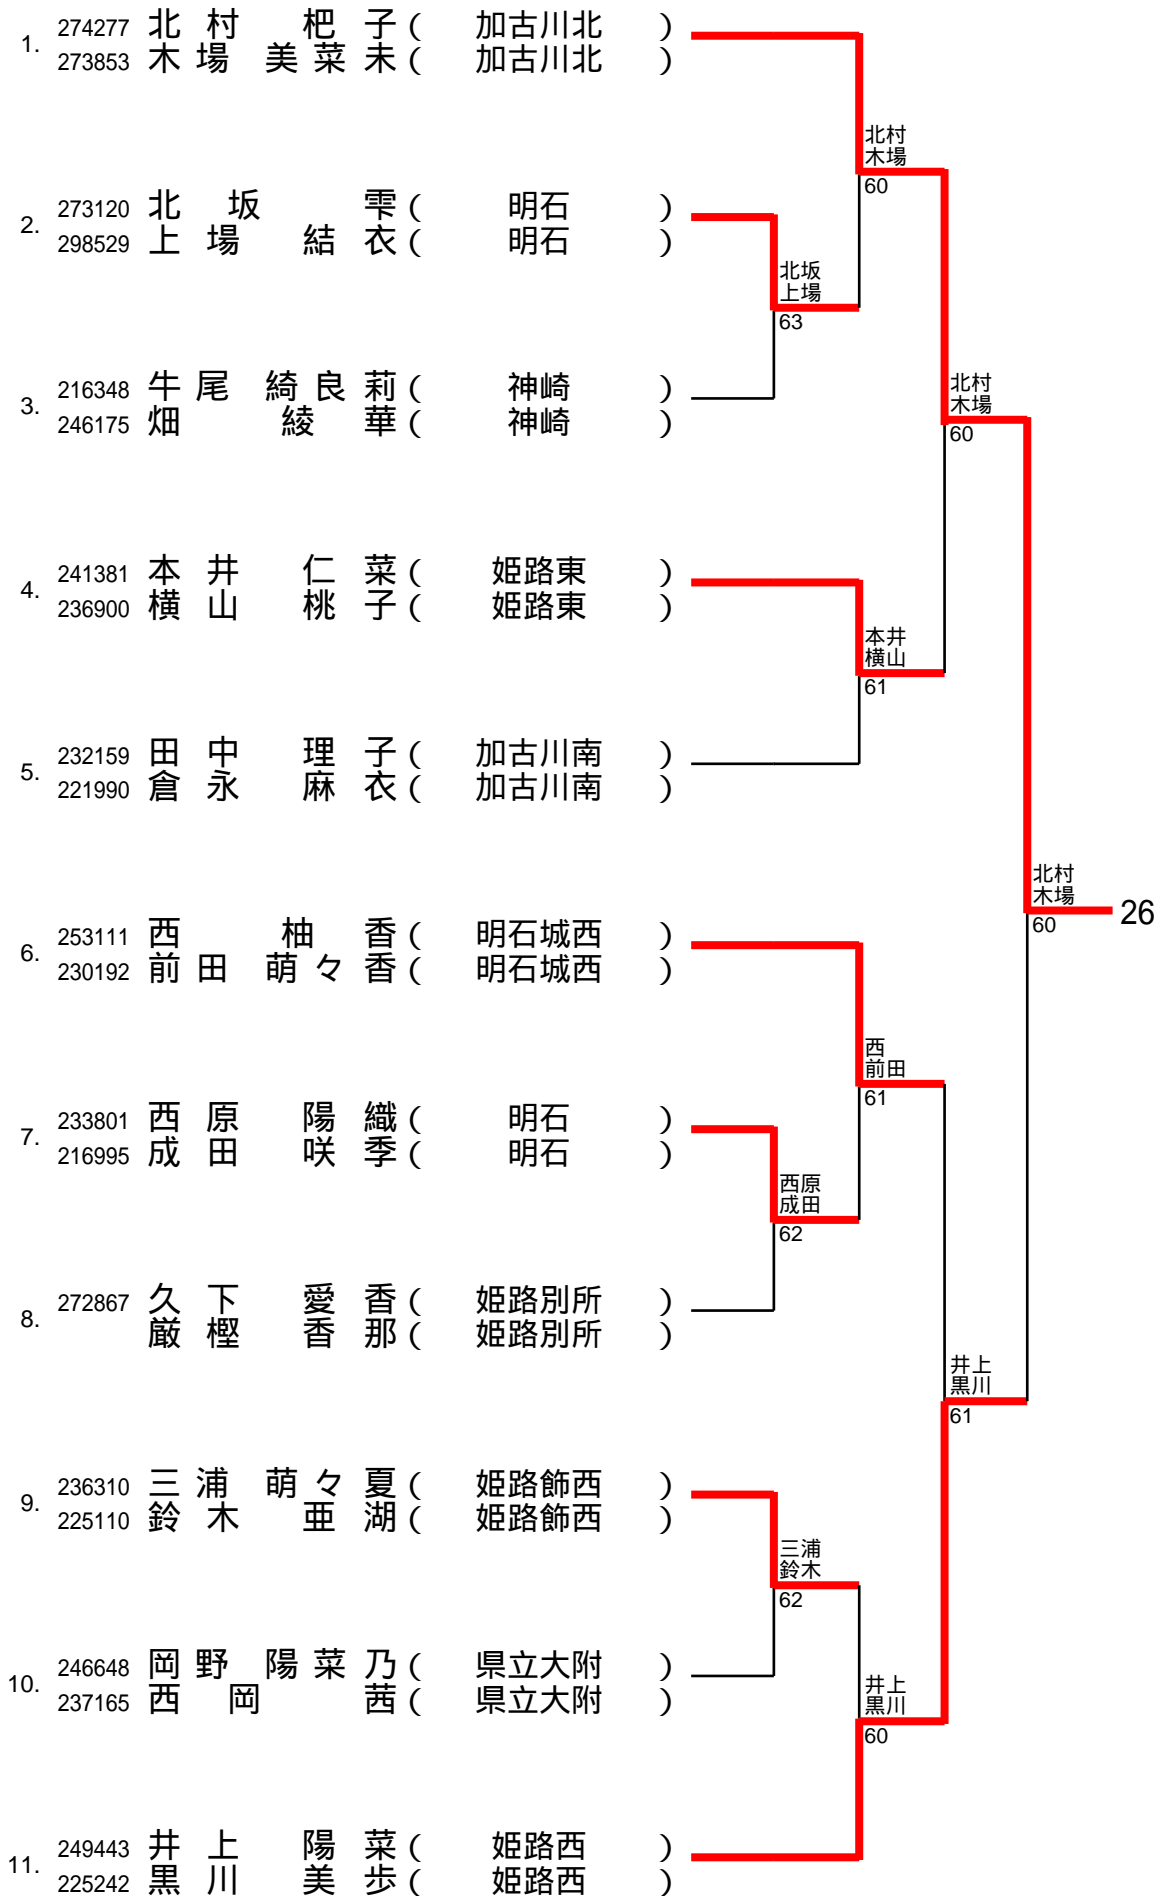 1. 274277 北村 杷子 ( 加古川北 )
273853 木場 美菜未 ( 加古川北 )
北村
木場
60
2. 273120 北坂 雫 ( 明石 )
298529 上場 結衣 ( 明石 )
北坂
上場
63
3. 216348 牛尾 綺良莉 ( 神崎 )
246175 畑 綾華 ( 神崎 )
北村
木場
60
4. 241381 本井 仁菜 ( 姫路東 )
236900 横山 桃子 ( 姫路東 )
本井
横山
61
5. 232159 田中 理子 ( 加古川南 )
221990 倉永 麻衣 ( 加古川南 )
北村
木場
60
26
6. 253111 西 柚香 ( 明石城西 )
230192 前田 萌々香 ( 明石城西 )
西
前田
61
7. 233801 西原 陽織 ( 明石 )
216995 成田 咲季 ( 明石 )
西原
成田
62
8. 272867 久下 愛香 ( 姫路別所 )
厳樫 香那 ( 姫路別所 )
井上
黒川
61
9. 236310 三浦 萌々夏 ( 姫路飾西 )
225110 鈴木 亜湖 ( 姫路飾西 )
三浦
鈴木
62
10. 246648 岡野 陽菜乃 ( 県立大附 )
237165 西岡 茜 ( 県立大附 )
井上
黒川
60
11. 249443 井上 陽菜 ( 姫路西 )
225242 黒川 美歩 ( 姫路西 )